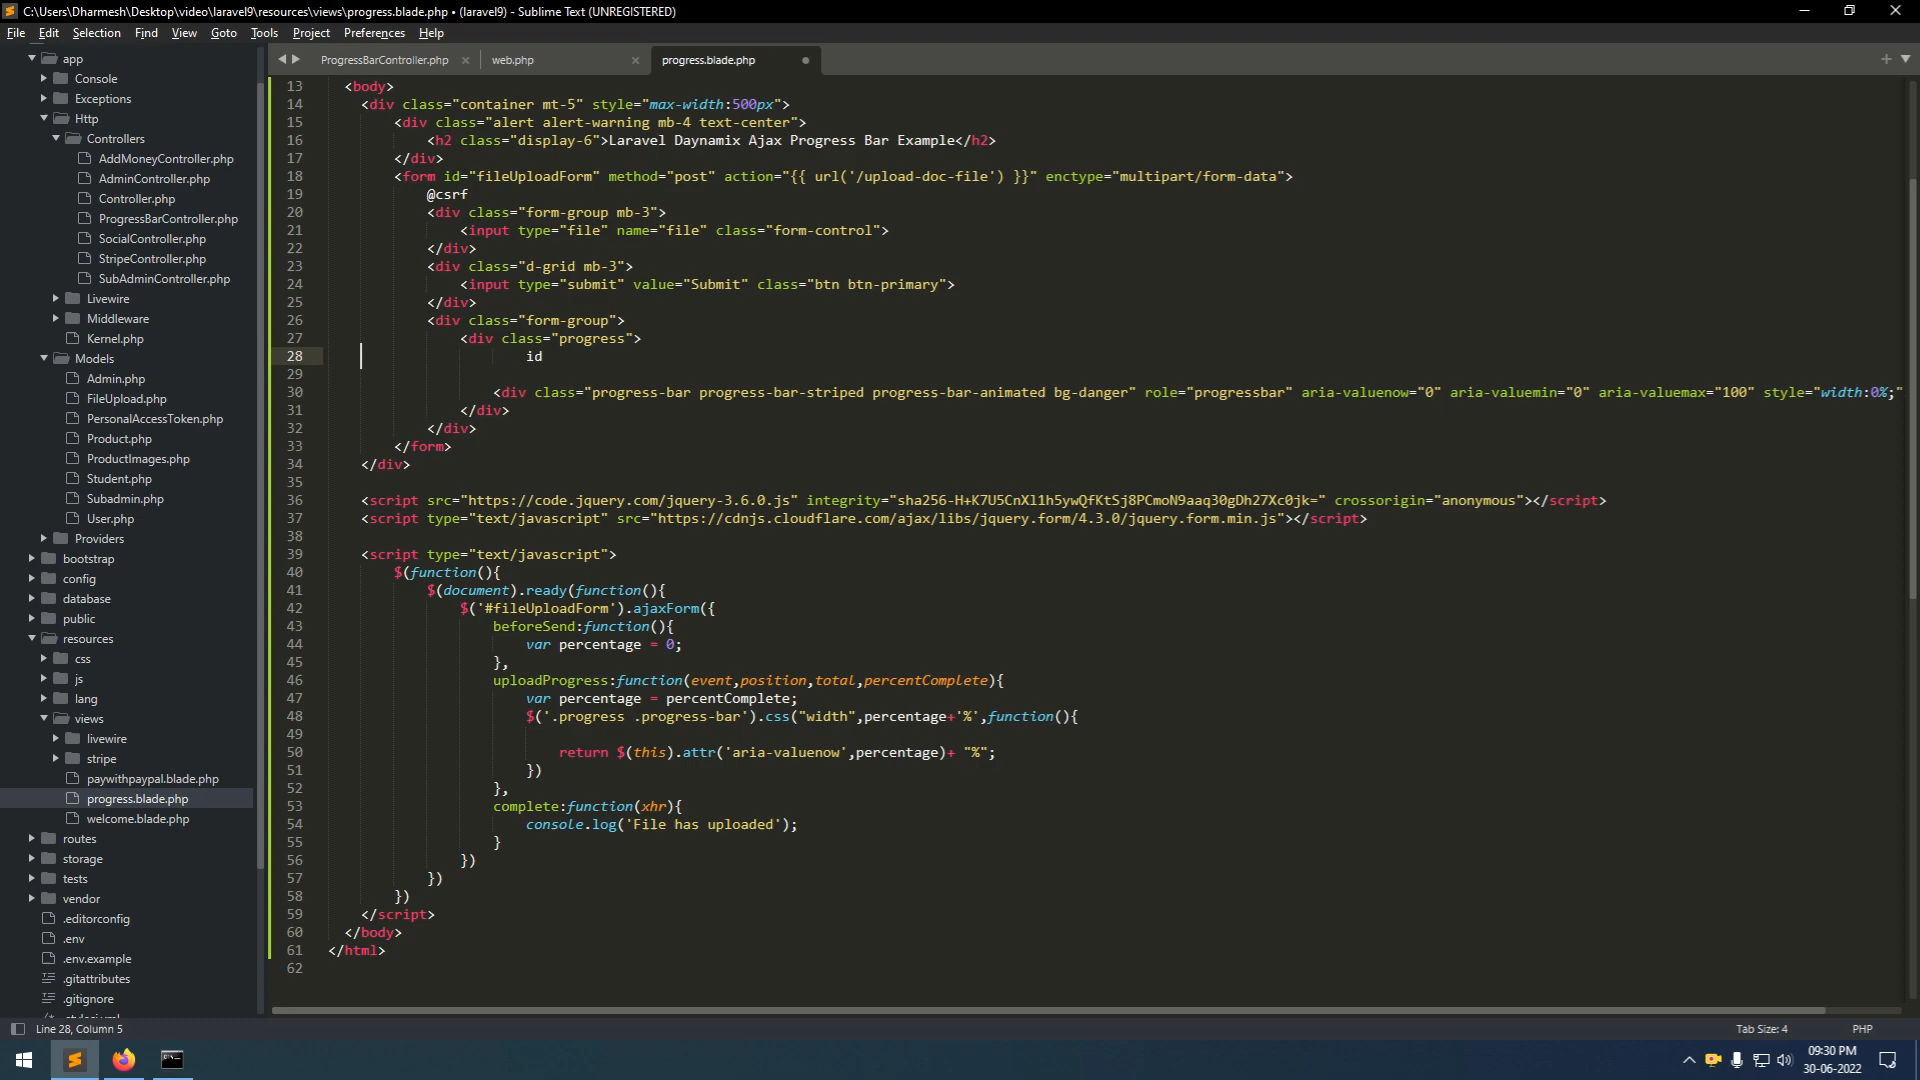 C:\Users\Dharmesh\Desktop\video\laravel9\resources\views\progress.blade.php • (laravel9) - Sublime Text (UNREGISTERED)
File Edit Selection Find View Goto Tools Project Preferences Help
ProgressBarController.php × web.php × progress.blade.php
app
Console
Exceptions
Http
Controllers
AddMoneyController.php
AdminController.php
Controller.php
ProgressBarController.php
SocialController.php
StripeController.php
SubAdminController.php
Livewire
Middleware
Kernel.php
Models
Admin.php
FileUpload.php
PersonalAccessToken.php
Product.php
ProductImages.php
Student.php
Subadmin.php
User.php
Providers
bootstrap
config
database
public
resources
css
js
lang
views
livewire
stripe
paywithpaypal.blade.php
progress.blade.php
welcome.blade.php
routes
storage
tests
vendor
.editorconfig
.env
.env.example
.gitattributes
.gitignore
13 <body>
14 <div class="container mt-5" style="max-width:500px">
15 <div class="alert alert-warning mb-4 text-center">
16 <h2 class="display-6">Laravel Daynamix Ajax Progress Bar Example</h2>
17 </div>
18 <form id="fileUploadForm" method="post" action="{{ url('/upload-doc-file') }}" enctype="multipart/form-data">
19 @csrf
20 <div class="form-group mb-3">
21 <input type="file" name="file" class="form-control">
22 </div>
23 <div class="d-grid mb-3">
24 <input type="submit" value="Submit" class="btn btn-primary">
25 </div>
26 <div class="form-group">
27 <div class="progress">
28 id
29
30 <div class="progress-bar progress-bar-striped progress-bar-animated bg-danger" role="progressbar" aria-valuenow="0" aria-valuemin="0" aria-valuemax="100" style="width:0%;"
31 </div>
32 </div>
33 </form>
34 </div>
35
36 <script src="https://code.jquery.com/jquery-3.6.0.js" integrity="sha256-H+K7U5CnXl1h5ywQfKtSj8PCmoN9aaq30gDh27Xc0jk=" crossorigin="anonymous"></script>
37 <script type="text/javascript" src="https://cdnjs.cloudflare.com/ajax/libs/jquery.form/4.3.0/jquery.form.min.js"></script>
38
39 <script type="text/javascript">
40 $(function(){
41 $(document).ready(function(){
42 $('#fileUploadForm').ajaxForm({
43 beforeSend:function(){
44 var percentage = 0;
45 },
46 uploadProgress:function(event,position,total,percentComplete){
47 var percentage = percentComplete;
48 $('.progress .progress-bar').css("width",percentage+'%',function(){
49
50 return $(this).attr('aria-valuenow',percentage)+ "%";
51 })
52 },
53 complete:function(xhr){
54 console.log('File has uploaded');
55 }
56 })
57 })
58 })
59 </script>
60 </body>
61 </html>
62
Line 28, Column 5 Tab Size: 4 PHP
09:30 PM
30-06-2022